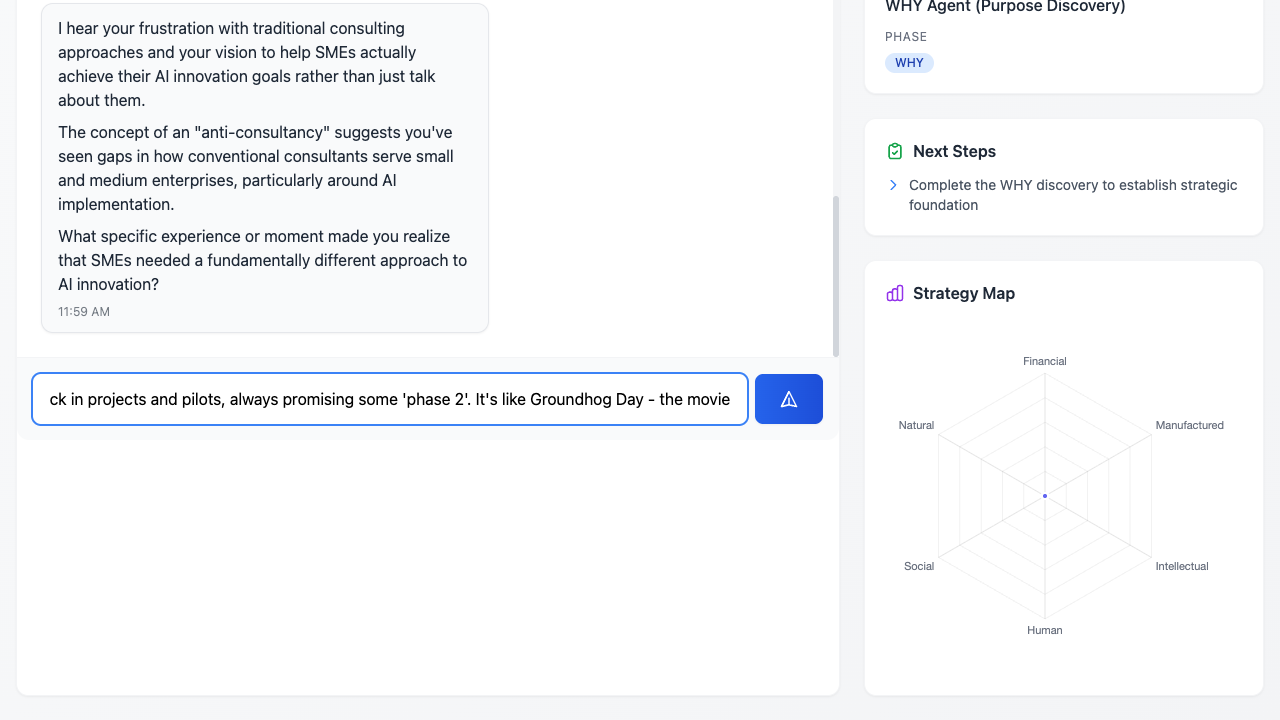 I hear your frustration with traditional consulting
approaches and your vision to help SMEs actually
achieve their AI innovation goals rather than just talk
about them.
The concept of an "anti-consultancy" suggests you've
seen gaps in how conventional consultants serve small
and medium enterprises, particularly around AI
implementation.
What specific experience or moment made you realize
that SMEs needed a fundamentally different approach to
AI innovation?
11:59 AM
ck in projects and pilots, always promising some 'phase 2'. It's like Groundhog Day - the movie
WHY Agent (Purpose Discovery)
PHASE
WHY
Next Steps
Complete the WHY discovery to establish strategic
foundation
Strategy Map
Financial
Natural
Manufactured
Social
Intellectual
Human